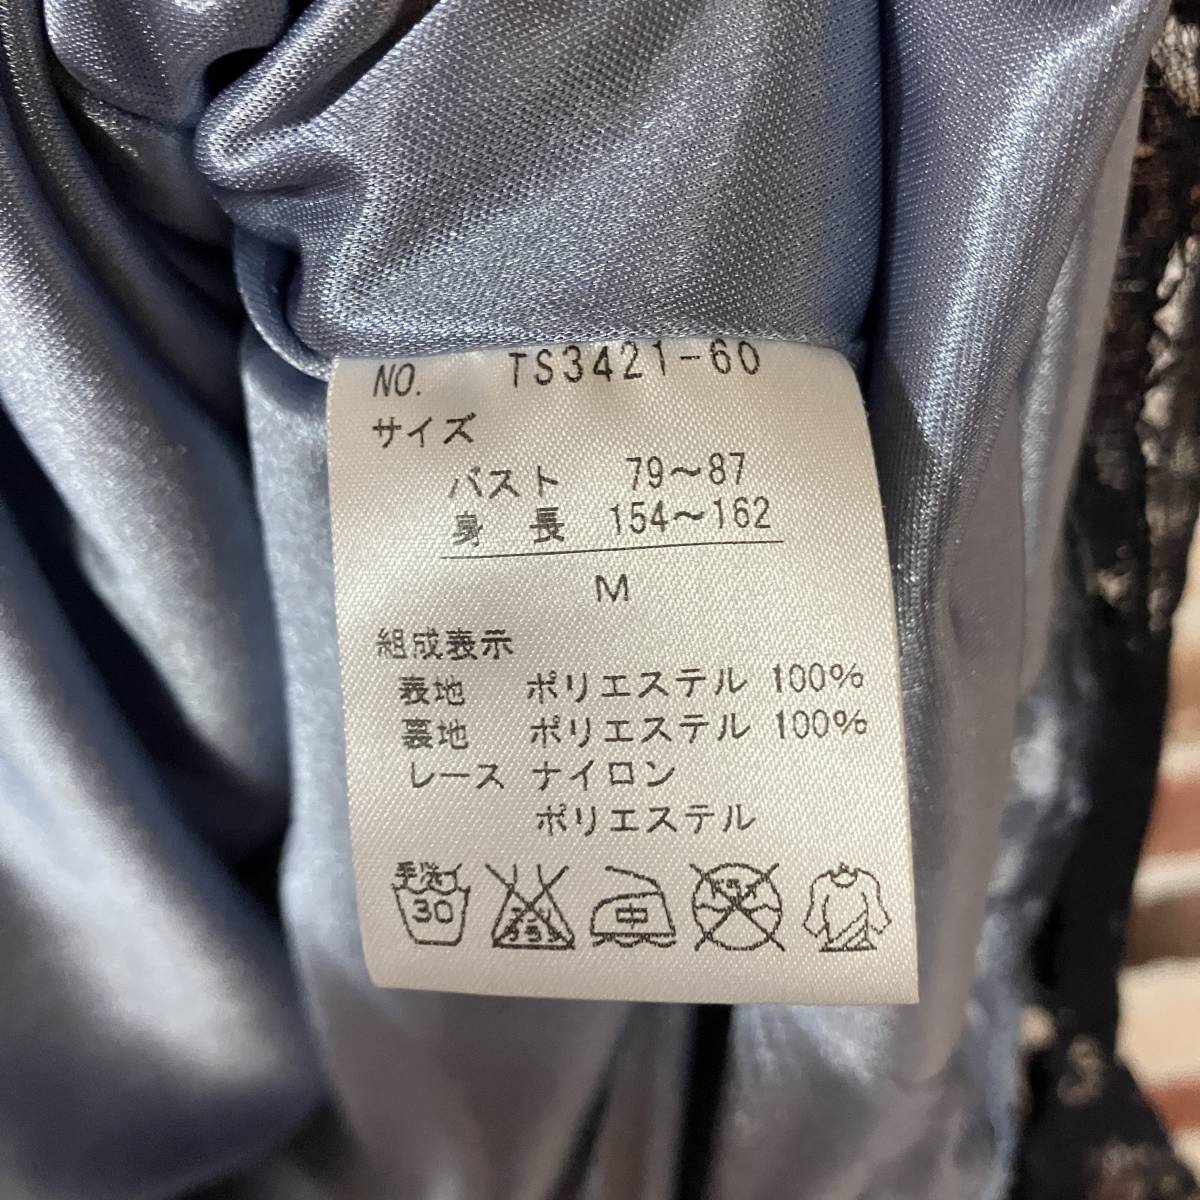 NO. TS3421-60
サイズ
バスト 79～87
身 長 154～162
M
組成表示
表地 ポリエステル 100%
裏地 ポリエステル 100%
レース ナイロン
ポリエステル
手洗イ
30
中